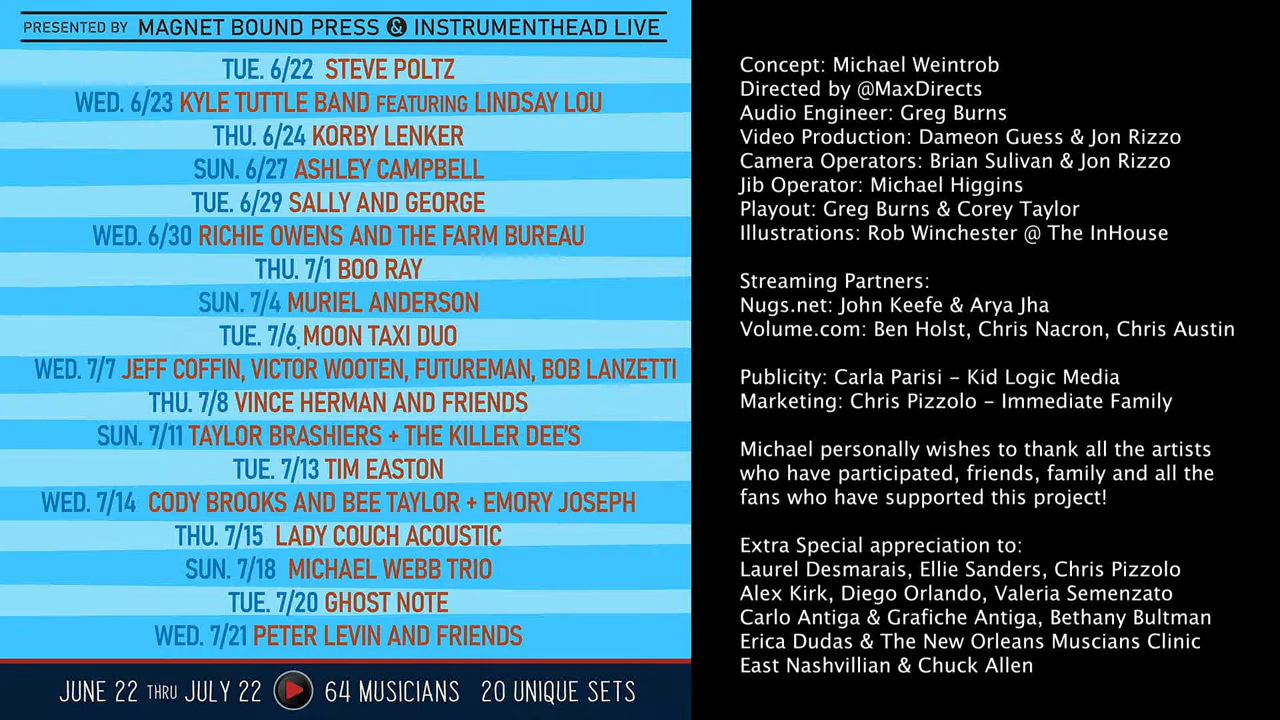 PRESENTED BY MAGNET BOUND PRESS & INSTRUMENTHEAD LIVE
TUE. 6/22 STEVE POLTZ
WED. 6/23 KYLE TUTTLE BAND FEATURING LINDSAY LOU
THU. 6/24 KORBY LENKER
SUN. 6/27 ASHLEY CAMPBELL
TUE. 6/29 SALLY AND GEORGE
WED. 6/30 RICHIE OWENS AND THE FARM BUREAU
THU. 7/1 BOO RAY
SUN. 7/4 MURIEL ANDERSON
TUE. 7/6 MOON TAXI DUO
WED. 7/7 JEFF COFFIN, VICTOR WOOTEN, FUTUREMAN, BOB LANZETTI
THU. 7/8 VINCE HERMAN AND FRIENDS
SUN. 7/11 TAYLOR BRASHIERS + THE KILLER DEE'S
TUE. 7/13 TIM EASTON
WED. 7/14 CODY BROOKS AND BEE TAYLOR + EMORY JOSEPH
THU. 7/15 LADY COUCH ACOUSTIC
SUN. 7/18 MICHAEL WEBB TRIO
TUE. 7/20 GHOST NOTE
WED. 7/21 PETER LEVIN AND FRIENDS
JUNE 22 THRU JULY 22 64 MUSICIANS 20 UNIQUE SETS
Concept: Michael Weintrob
Directed by @MaxDirects
Audio Engineer: Greg Burns
Video Production: Dameon Guess & Jon Rizzo
Camera Operators: Brian Sulivan & Jon Rizzo
Jib Operator: Michael Higgins
Playout: Greg Burns & Corey Taylor
Illustrations: Rob Winchester @ The InHouse
Streaming Partners:
Nugs.net: John Keefe & Arya Jha
Volume.com: Ben Holst, Chris Nacron, Chris Austin
Publicity: Carla Parisi – Kid Logic Media
Marketing: Chris Pizzolo – Immediate Family
Michael personally wishes to thank all the artists
who have participated, friends, family and all the
fans who have supported this project!
Extra Special appreciation to:
Laurel Desmarais, Ellie Sanders, Chris Pizzolo
Alex Kirk, Diego Orlando, Valeria Semenzato
Carlo Antiga & Grafiche Antiga, Bethany Bultman
Erica Dudas & The New Orleans Muscians Clinic
East Nashvillian & Chuck Allen